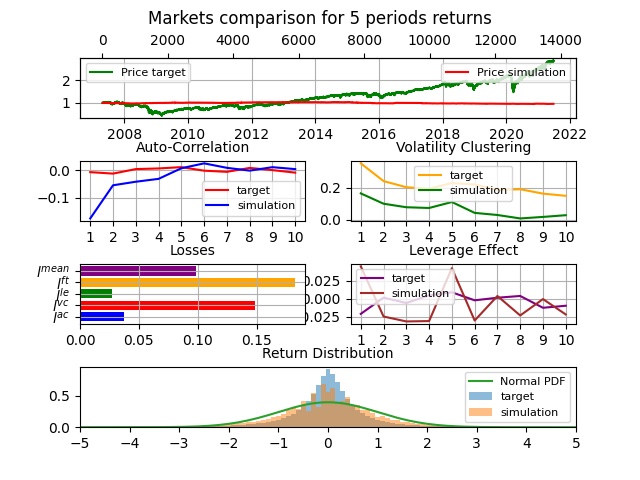 Markets comparison for 5 periods returns
0 2000 4000 6000 8000 10000 12000 14000
Price target
Price simulation
2
1
2008 2010 2012 2014 2016 2018 2020 2022
Auto-Correlation
Volatility Clustering
0.0
−0.1
target
simulation
1 2 3 4 5 6 7 8 9 10
0.2
0.0
target
simulation
1 2 3 4 5 6 7 8 9 10
Losses
Leverage Effect
l^mean
l^ft
l^le
l^vc
l^ac
0.00 0.05 0.10 0.15
0.025
0.000
0.025
target
simulation
1 2 3 4 5 6 7 8 9 10
Return Distribution
0.5
0.0
Normal PDF
target
simulation
−5 −4 −3 −2 −1 0 1 2 3 4 5